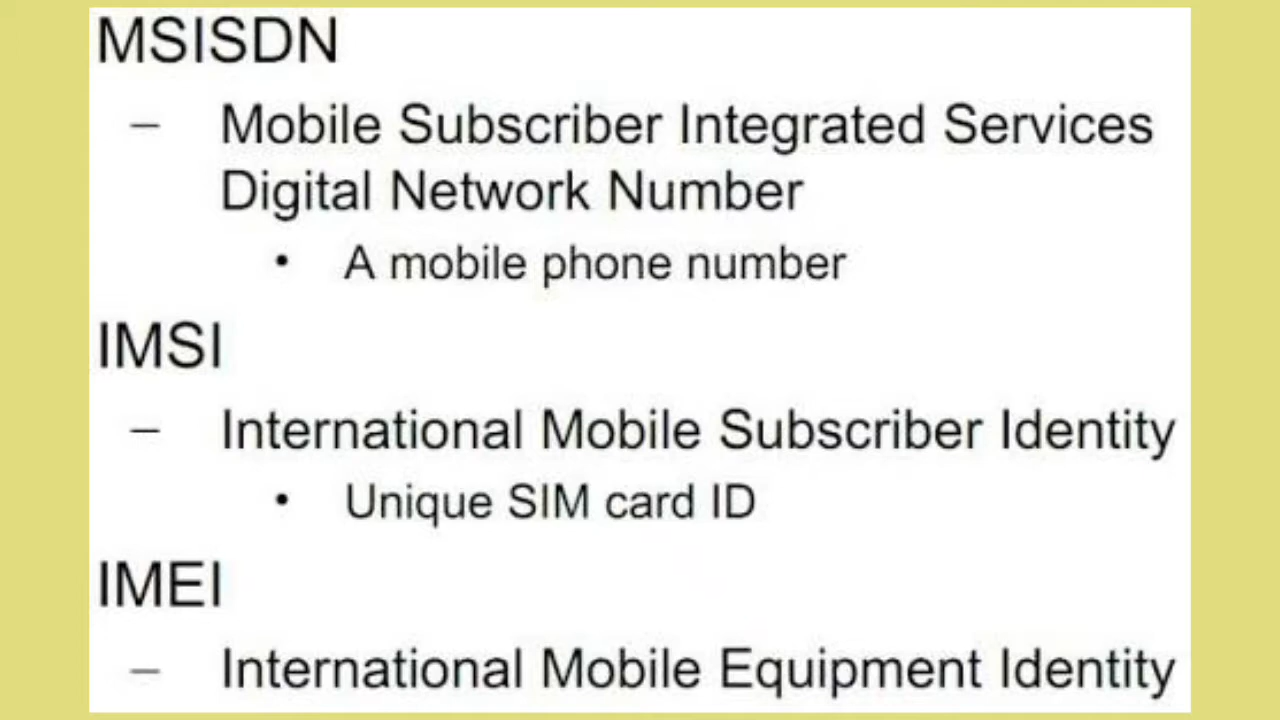 MSISDN
– Mobile Subscriber Integrated Services
Digital Network Number
• A mobile phone number
IMSI
– International Mobile Subscriber Identity
• Unique SIM card ID
IMEI
– International Mobile Equipment Identity